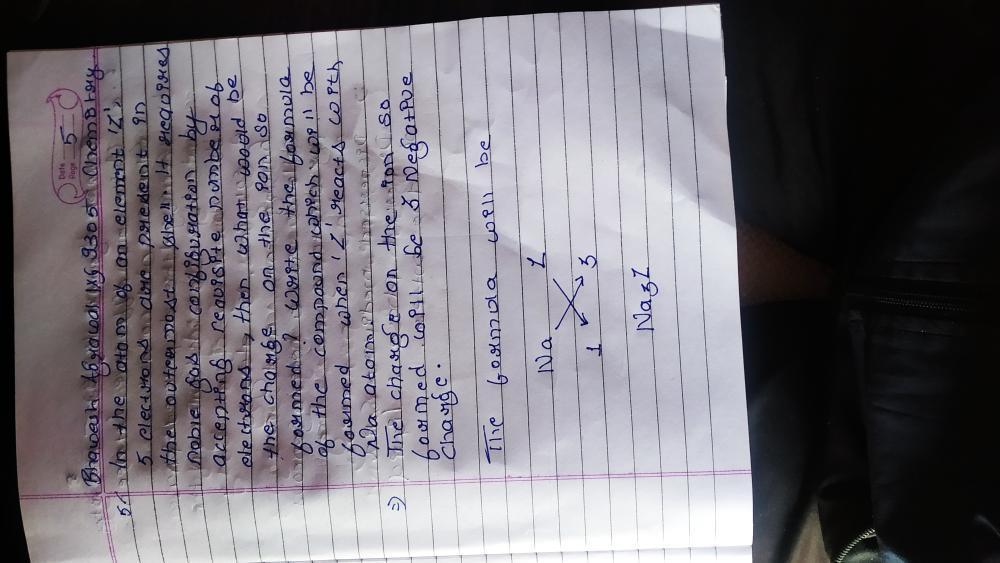 Date
Page 5
Bhavesh Agrawal 9305 Chemistry
5. In the atom of an element 'Z'.
5 electrons are present in
the outermost shell. It requires
noble gas configuration by
accenting requisite number of
electrons, then what would be
the charge on the ion so
formed? write the formula
of the compound which will be
formed when 'Z' reacts with
Na atom
⇒ The charge on the ion so
formed will be 3 Negative
charge.
The formula will be
Na Z
1 3
Na3Z